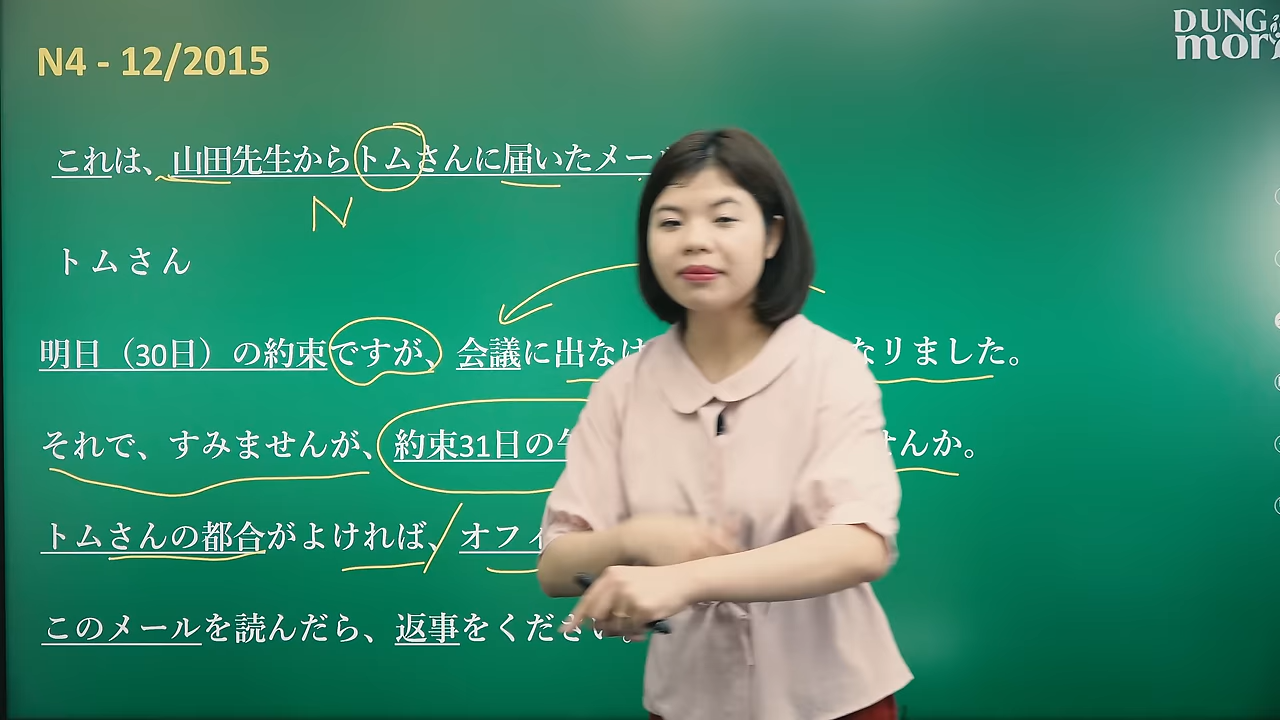 N4 - 12/2015
DUNG
mori
これは、山田先生からトムさんに届いたメー
N
トムさん
明日（30日）の約束ですが、会議に出なけ なりました。
それで、すみませんが、約束31日の午 せんか。
トムさんの都合がよければ、オフィ
このメールを読んだら、返事をください。